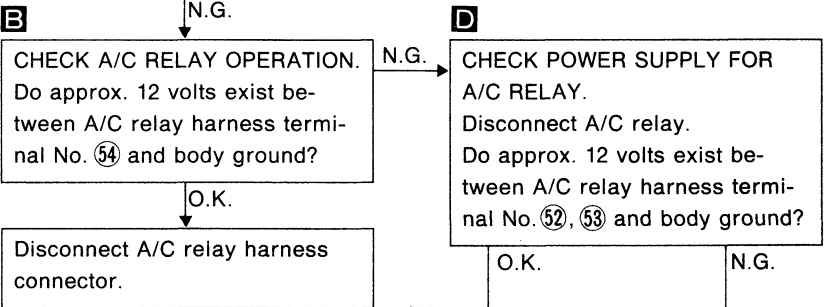 N.G.
B
CHECK A/C RELAY OPERATION.
Do approx. 12 volts exist be-
tween A/C relay harness termi-
nal No. 54 and body ground?
N.G.
D
CHECK POWER SUPPLY FOR
A/C RELAY.
Disconnect A/C relay.
Do approx. 12 volts exist be-
tween A/C relay harness termi-
nal No. 52, 53 and body ground?
O.K.
Disconnect A/C relay harness
connector.
O.K.
N.G.